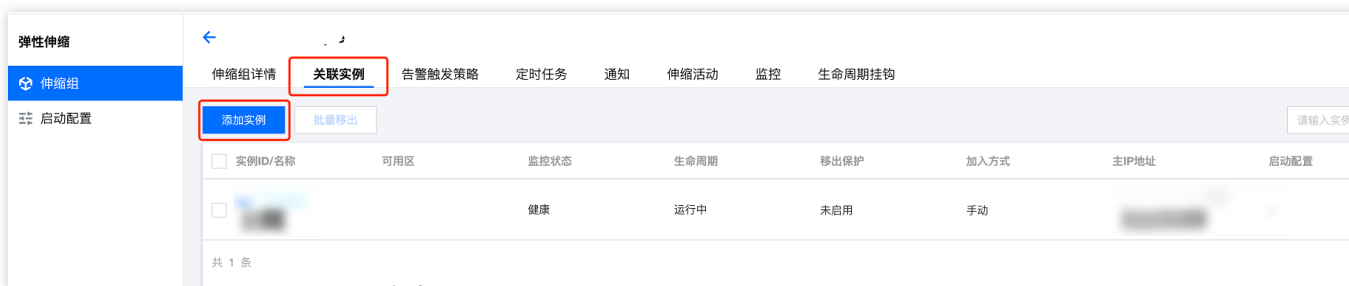 弹性伸缩
伸缩组
启动配置
伸缩组详情 关联实例 告警触发策略 定时任务 通知 伸缩活动 监控 生命周期挂钩
添加实例 批量移出 请输入实例
实例ID/名称 可用区 监控状态 生命周期 移出保护 加入方式 主IP地址 启动配置
健康 运行中 未启用 手动
共 1 条